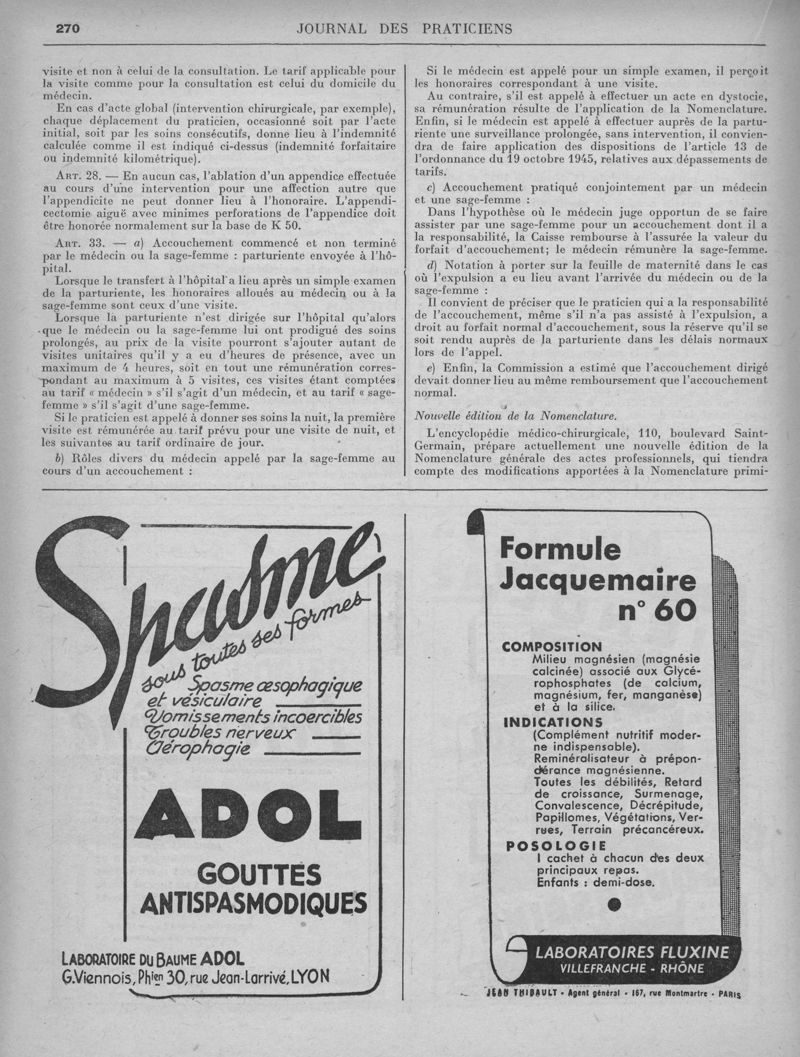 270
JOURNAL DES PRATICIENS
visite et non à celui de la consultation. Le tarif applicable pour
la visite comme pour la consultation est celui du domicile du
médecin.
En cas d'acte global (intervention chirurgicale, par exemple),
chaque déplacement du praticien, occasionné soit par l'acte
initial, soit par les soins consécutifs, donne lieu à l'indemnité
calculée comme il est indiqué ci-dessus (indemnité forfaitaire
ou indemnité kilométrique).
ART. 28. — En aucun cas, l'ablation d'un appendice effectuée
au cours d'une intervention pour une affection autre que
l'appendicite ne peut donner lieu à l'honoraire. L'appendi-
cectomie aiguë avec minimes perforations de l'appendice doit
être honorée normalement sur la base de K 50.
ART. 33. — a) Accouchement commencé et non terminé
par le médecin ou la sage-femme : parturiente envoyée à l'hô-
pital.
Lorsque le transfert à l'hôpital a lieu après un simple examen
de la parturiente, les honoraires alloués au médecin ou à la
sage-femme sont ceux d'une visite.
Lorsque la parturiente n'est dirigée sur l'hôpital qu'alors
que le médecin ou la sage-femme lui ont prodigué des soins
prolongés, au prix de la visite pourront s'ajouter autant de
visites unitaires qu'il y a eu d'heures de présence, avec un
maximum de 4 heures, soit en tout une rémunération corres-
pondant au maximum à 5 visites, ces visites étant comptées
au tarif « médecin » s'il s'agit d'un médecin, et au tarif « sage-
femme » s'il s'agit d'une sage-femme.
Si le praticien est appelé à donner ses soins la nuit, la première
visite est rémunérée au tarif prévu pour une visite de nuit, et
les suivantes au tarif ordinaire de jour.
b) Rôles divers du médecin appelé par la sage-femme au
cours d'un accouchement :
Si le médecin est appelé pour un simple examen, il perçoit
les honoraires correspondant à une visite.
Au contraire, s'il est appelé à effectuer un acte en dystocie,
sa rémunération résulte de l'application de la Nomenclature.
Enfin, si le médecin est appelé à effectuer auprès de la partu-
riente une surveillance prolongée, sans intervention, il convien-
dra de faire application des dispositions de l'article 13 de
l'ordonnance du 19 octobre 1945, relatives aux dépassements de
tarifs.
c) Accouchement pratiqué conjointement par un médecin
et une sage-femme :
Dans l'hypothèse où le médecin juge opportun de se faire
assister par une sage-femme pour un accouchement dont il a
la responsabilité, la Caisse rembourse à l'assurée la valeur du
forfait d'accouchement; le médecin rémunère la sage-femme.
d) Notation à porter sur la feuille de maternité dans le cas
où l'expulsion a eu lieu avant l'arrivée du médecin ou de la
sage-femme :
Il convient de préciser que le praticien qui a la responsabilité
de l'accouchement, même s'il n'a pas assisté à l'expulsion, a
droit au forfait normal d'accouchement, sous la réserve qu'il se
soit rendu auprès de la parturiente dans les délais normaux
lors de l'appel.
e) Enfin, la Commission a estimé que l'accouchement dirigé
devait donner lieu au même remboursement que l'accouchement
normal.
Nouvelle édition de la Nomenclature.
L'encyclopédie médico-chirurgicale, 110, boulevard Saint-
Germain, prépare actuellement une nouvelle édition de la
Nomenclature générale des actes professionnels, qui tiendra
compte des modifications apportées à la Nomenclature primi-
Spasme
sous toutes ses formes
Spasme œsophagique
et vésiculaire
Vomissements incoercibles
Troubles nerveux
Aérophagie
ADOL
GOUTTES
ANTISPASMODIQUES
LABORATOIRE DU BAUME ADOL
G.Viennois, Phien 30, rue Jean-Larrivé, LYON
Formule
Jacquemaire
n° 60
COMPOSITION
Milieu magnésien (magnésie
calcinée) associé aux Glycé-
rophosphates (de calcium,
magnésium, fer, manganèse)
et à la silice.
INDICATIONS
(Complément nutritif moder-
ne indispensable).
Reminéralisateur à prépon-
dérance magnésienne.
Toutes les débilités, Retard
de croissance, Surmenage,
Convalescence, Décrépitude,
Papillomes, Végétations, Ver-
rues, Terrain précancéreux.
POSOLOGIE
1 cachet à chacun des deux
principaux repas.
Enfants : demi-dose.
LABORATOIRES FLUXINE
VILLEFRANCHE - RHÔNE
JEAN THIBAULT - Agent général - 167, rue Montmartre - PARIS